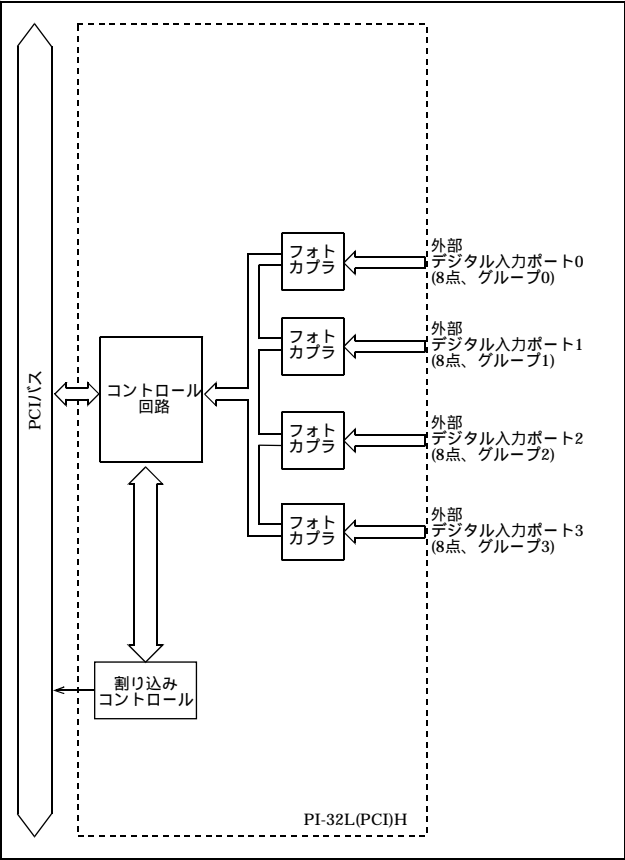 フォト
カプラ
外部
デジタル入力ポート0
(8点、グループ0)
フォト
カプラ
外部
デジタル入力ポート1
(8点、グループ1)
PCIバス
コントロール
回路
フォト
カプラ
外部
デジタル入力ポート2
(8点、グループ2)
フォト
カプラ
外部
デジタル入力ポート3
(8点、グループ3)
割り込み
コントロール
PI-32L(PCI)H